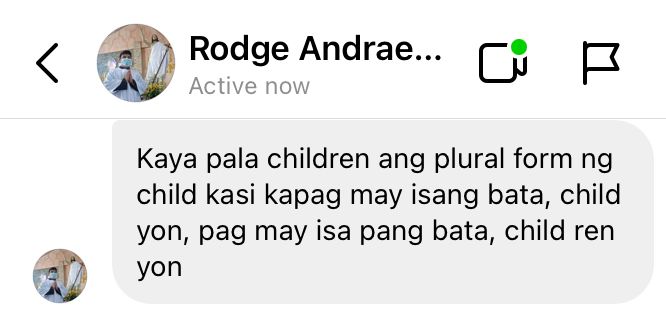 Rodge Andrae...
Active now
Kaya pala children ang plural form ng
child kasi kapag may isang bata, child
yon, pag may isa pang bata, child ren
yon